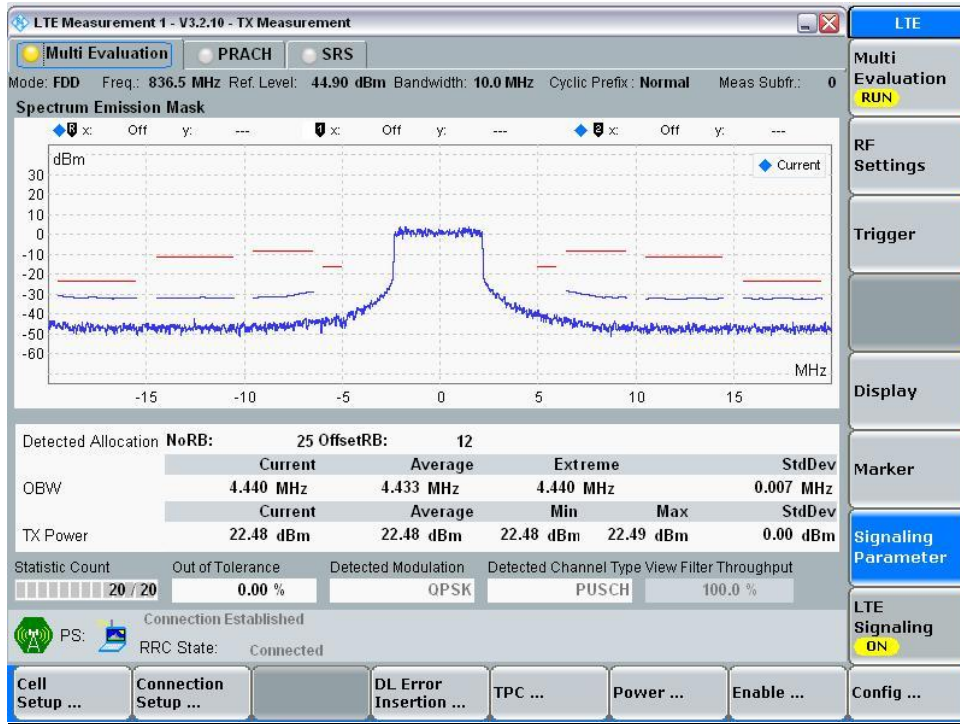 LTE Measurement 1 - V3.2.10 - TX Measurement
LTE
Multi Evaluation PRACH SRS
Multi Evaluation RUN
Mode: FDD Freq.: 836.5 MHz Ref. Level: 44.90 dBm Bandwidth: 10.0 MHz Cyclic Prefix: Normal Meas Subfr.: 0
Spectrum Emission Mask
R x: Off y: --- 1 x: Off y: --- 2 x: Off y: ---
dBm
Current
30
20
10
0
-10
-20
-30
-40
-50
-60
MHz
-15 -10 -5 0 5 10 15
RF Settings
Trigger
Display
Marker
Signaling Parameter
LTE Signaling ON
Detected Allocation NoRB: 25 OffsetRB: 12
Current Average Extreme StdDev
OBW 4.440 MHz 4.433 MHz 4.440 MHz 0.007 MHz
Current Average Min Max StdDev
TX Power 22.48 dBm 22.48 dBm 22.48 dBm 22.49 dBm 0.00 dBm
Statistic Count Out of Tolerance Detected Modulation Detected Channel Type View Filter Throughput
20 / 20 0.00 % QPSK PUSCH 100.0 %
PS: Connection Established
RRC State: Connected
Cell Setup ... Connection Setup ... DL Error Insertion ... TPC ... Power ... Enable ... Config ...